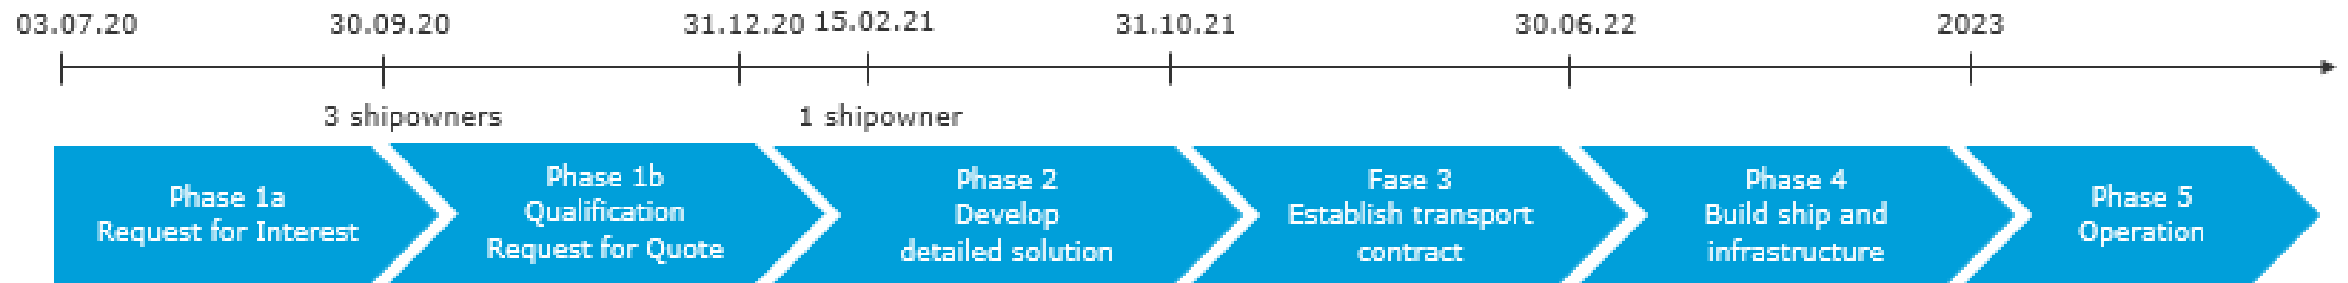 03.07.20 30.09.20 31.12.20 15.02.21 31.10.21 30.06.22 2023
3 shipowners 1 shipowner
Phase 1a
Request for Interest
Phase 1b
Qualification
Request for Quote
Phase 2
Develop
detailed solution
Fase 3
Establish transport
contract
Phase 4
Build ship and
infrastructure
Phase 5
Operation